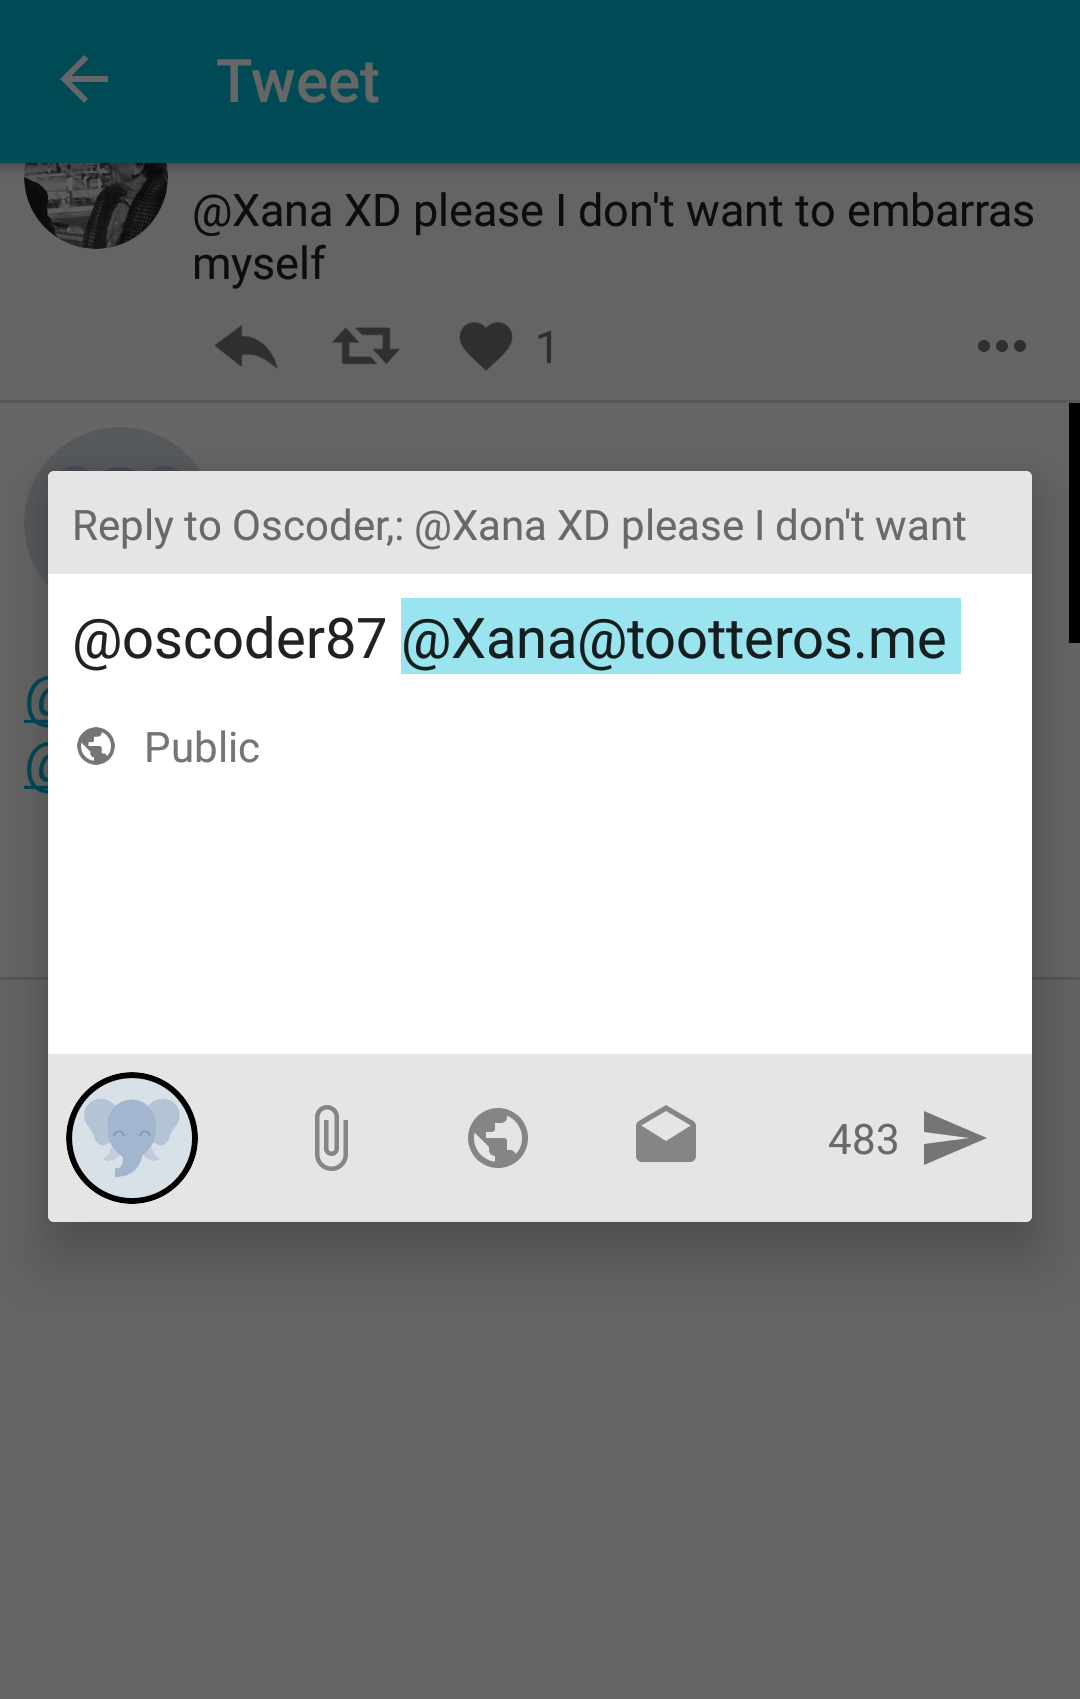 Tweet
@Xana XD please I don't want to embarras
myself
1
Reply to Oscoder,: @Xana XD please I don't want
@oscoder87 @Xana@tootteros.me
@
@
Public
483